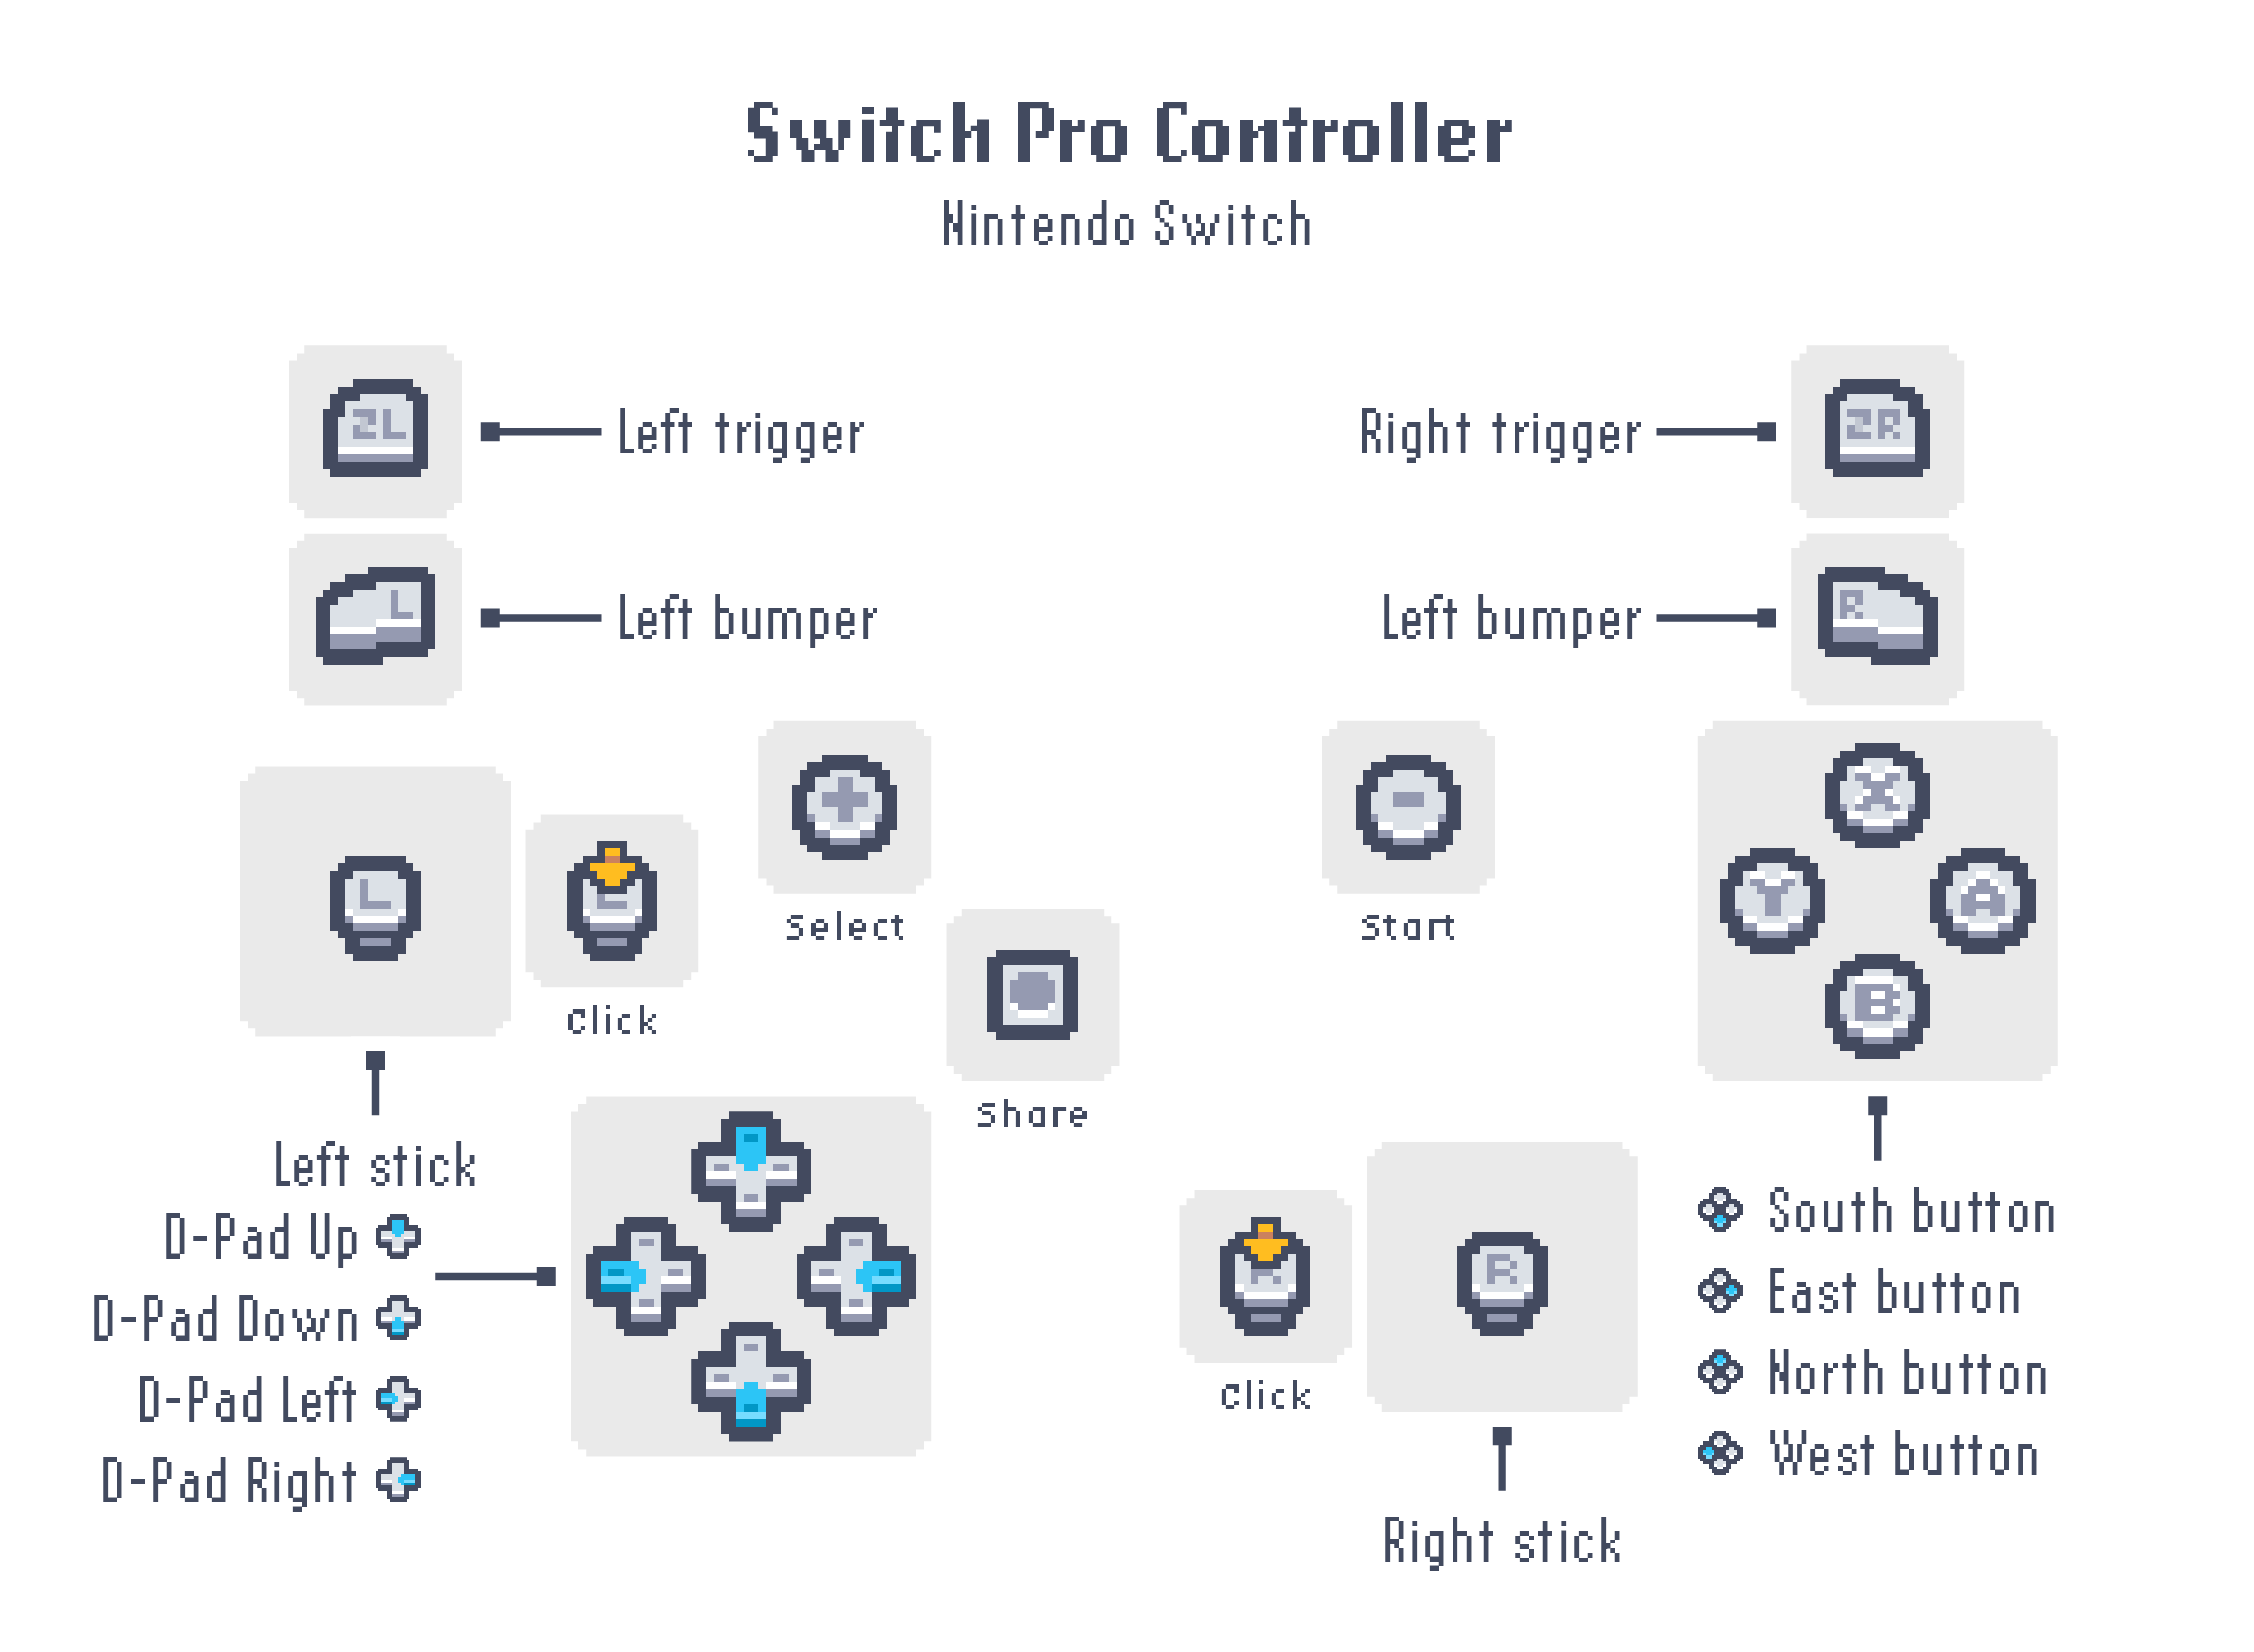 Switch Pro Controller
Nintendo Switch
ZL
Left trigger
Right trigger
ZR
L
Left bumper
Left bumper
R
Select
Start
X
Y
A
B
L
L
Click
Share
Left stick
D-Pad Up
D-Pad Down
D-Pad Left
D-Pad Right
R
R
Click
Right stick
South button
East button
North button
West button